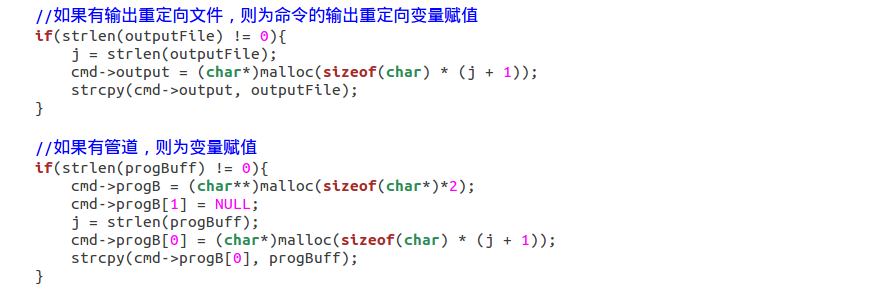 //如果有输出重定向文件，则为命令的输出重定向变量赋值
if(strlen(outputFile) != 0){
    j = strlen(outputFile);
    cmd->output = (char*)malloc(sizeof(char) * (j + 1));
    strcpy(cmd->output, outputFile);
}

//如果有管道，则为变量赋值
if(strlen(progBuff) != 0){
    cmd->progB = (char**)malloc(sizeof(char*)*2);
    cmd->progB[1] = NULL;
    j = strlen(progBuff);
    cmd->progB[0] = (char*)malloc(sizeof(char) * (j + 1));
    strcpy(cmd->progB[0], progBuff);
}